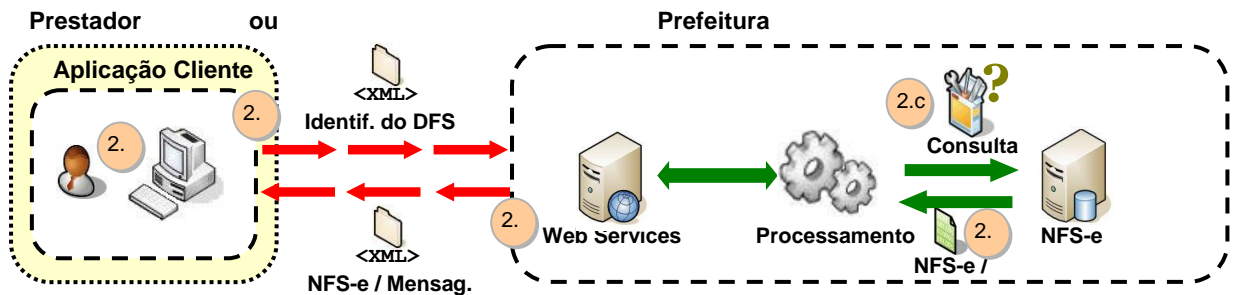 Prestador ou
Prefeitura
Aplicação Cliente
2.
2.
<XML>
Identif. do DFS
2.
<XML>
NFS-e / Mensag.
Web Services
Processamento
2.c
?
Consulta
2.
NFS-e /
NFS-e